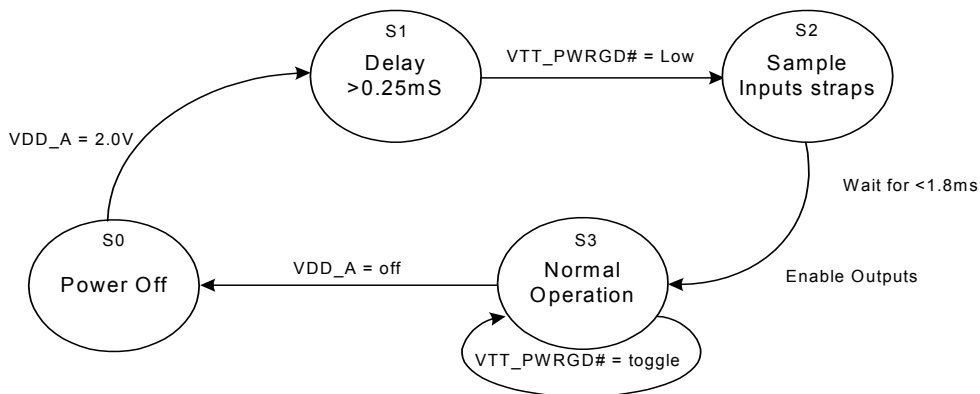 S1
Delay
>0.25mS
VTT_PWRGD# = Low
S2
Sample
Inputs straps
VDD_A = 2.0V
Wait for <1.8ms
S0
Power Off
VDD_A = off
S3
Normal
Operation
Enable Outputs
VTT_PWRGD# = toggle